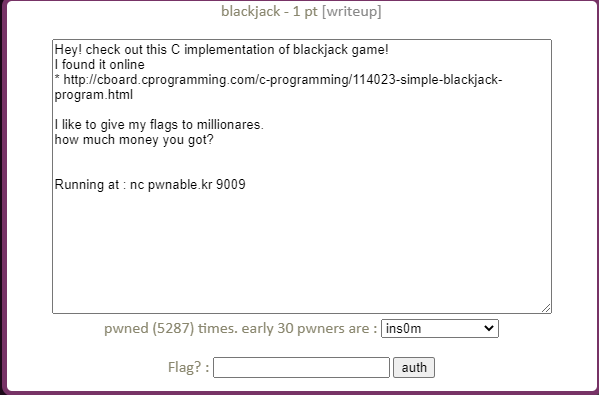 blackjack - 1 pt [writeup]
Hey! check out this C implementation of blackjack game!
I found it online
* http://cboard.cprogramming.com/c-programming/114023-simple-blackjack-
program.html
I like to give my flags to millionares.
how much money you got?
Running at : nc pwnable.kr 9009
pwned (5287) times. early 30 pwners are : ins0m
Flag? : auth